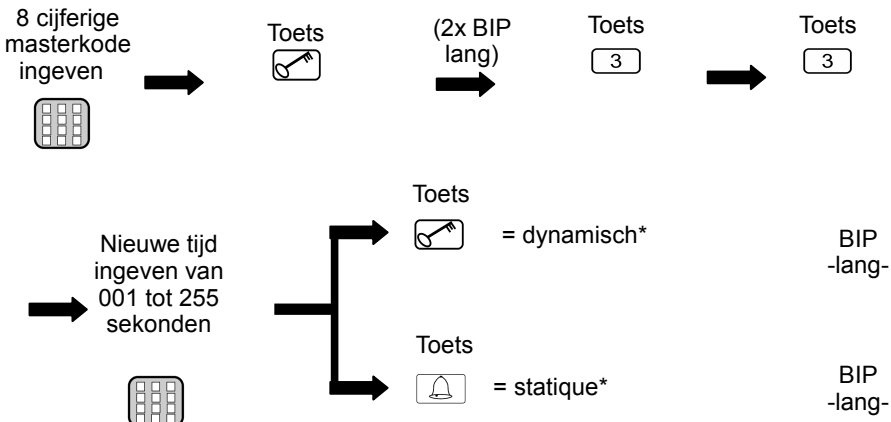 8 cijferige
masterkode
ingeven
Toets
(2x BIP
lang)
Toets
3
Toets
3
Nieuwe tijd
ingeven van
001 tot 255
sekonden
Toets
= dynamisch*
BIP
-lang-
Toets
= statique*
BIP
-lang-